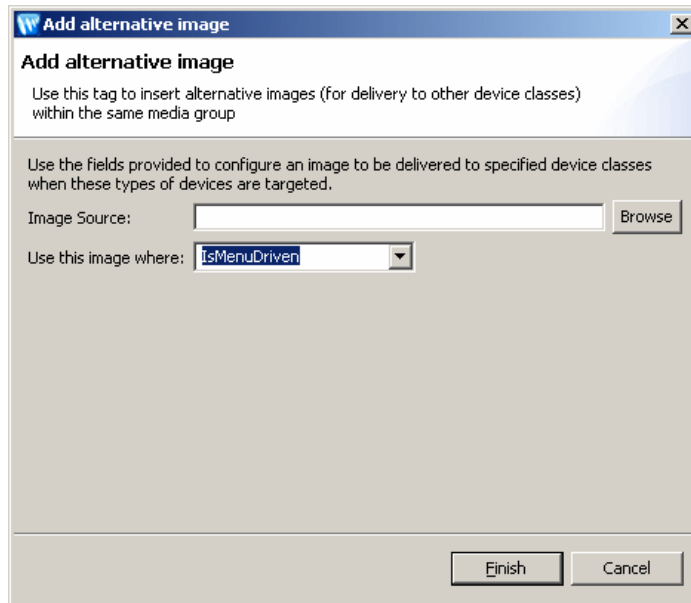 Add alternative image
Add alternative image
Use this tag to insert alternative images (for delivery to other device classes)
within the same media group
Use the fields provided to configure an image to be delivered to specified device classes
when these types of devices are targeted.
Image Source:
Browse
Use this image where: IsMenuDriven
Finish Cancel